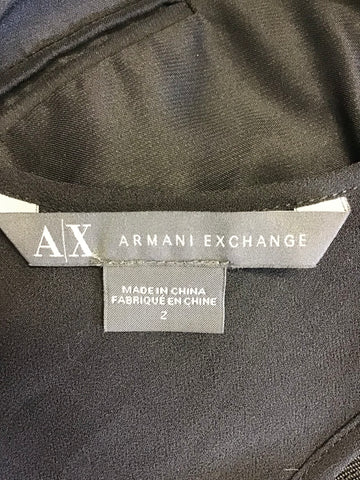 A|X ARMANI EXCHANGE
MADE IN CHINA
FABRIQUÉ EN CHINE
2